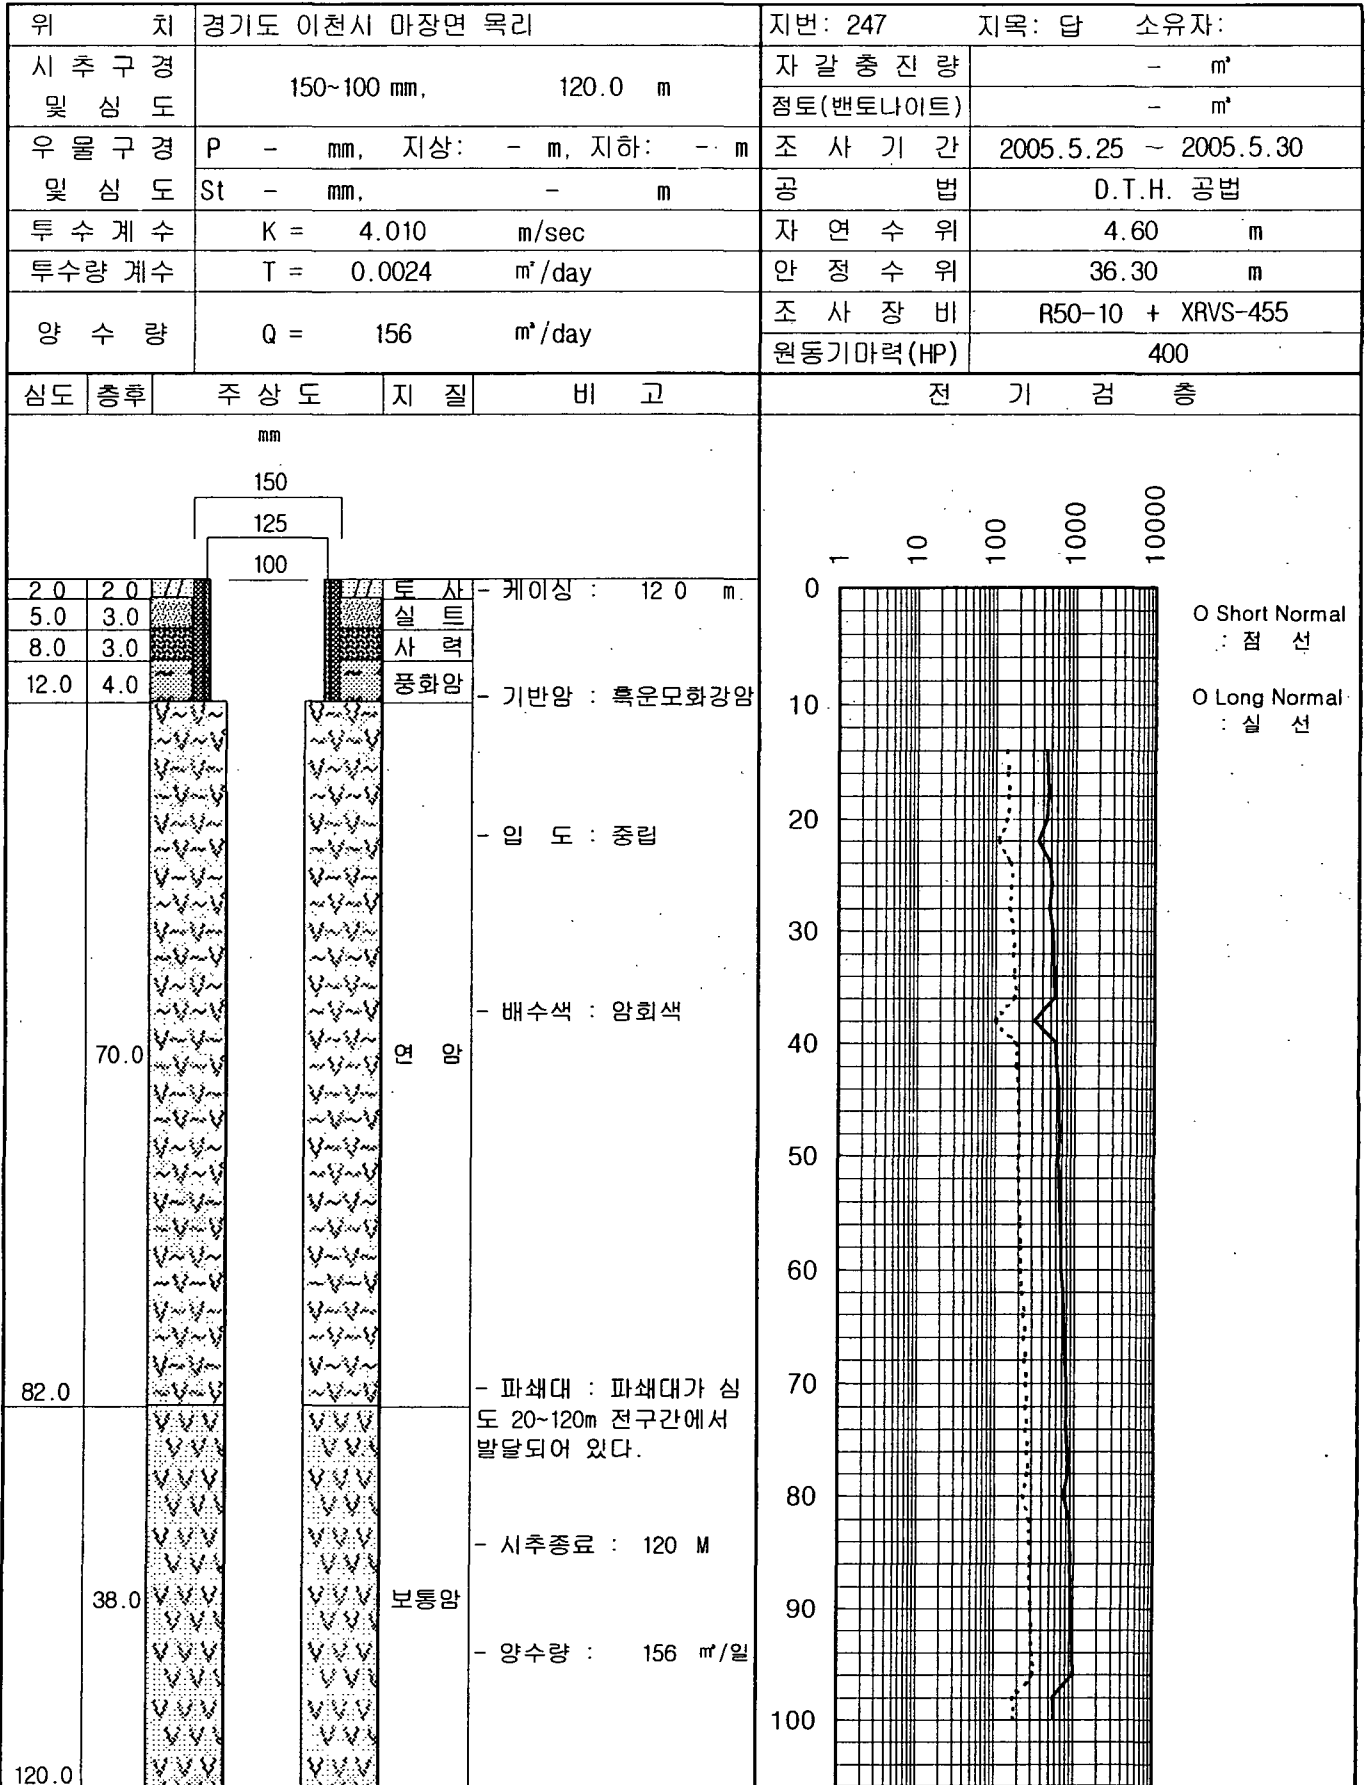 위 치 경기도 이천시 마장면 목리 지번: 247 지목: 답 소유자:
시 추 구 경 및 심 도 150~100 mm, 120.0 m
자 갈 충 진 량 - m³
점토(밴토나이트) - m³
우 물 구 경 및 심 도 P - mm, 지상: - m, 지하: - m
조 사 기 간 2005.5.25 ~ 2005.5.30
St - mm, - m
공 법 D.T.H. 공법
투 수 계 수 K = 4.010 m/sec
자 연 수 위 4.60 m
투수량 계수 T = 0.0024 m²/day
안 정 수 위 36.30 m
양 수 량 Q = 156 m³/day
조 사 장 비 R50-10 + XRVS-455
원동기마력(HP) 400
심도 층후 주 상 도 지 질 비 고 전 기 검 층
mm
150
125
100
2.0 2.0 토 사 - 케이싱 : 12.0 m
5.0 3.0 실 트
8.0 3.0 사 력
12.0 4.0 풍화암
- 기반암 : 흑운모화강암
- 입 도 : 중립
- 배수색 : 암회색
70.0 연 암
82.0
- 파쇄대 : 파쇄대가 심
도 20~120m 전구간에서
발달되어 있다.
- 시추종료 : 120 M
38.0 보통암
- 양수량 : 156 m³/일
120.0
1 10 100 1000 10000
0
10
20
30
40
50
60
70
80
90
100
O Short Normal
: 점 선
O Long Normal
: 실 선